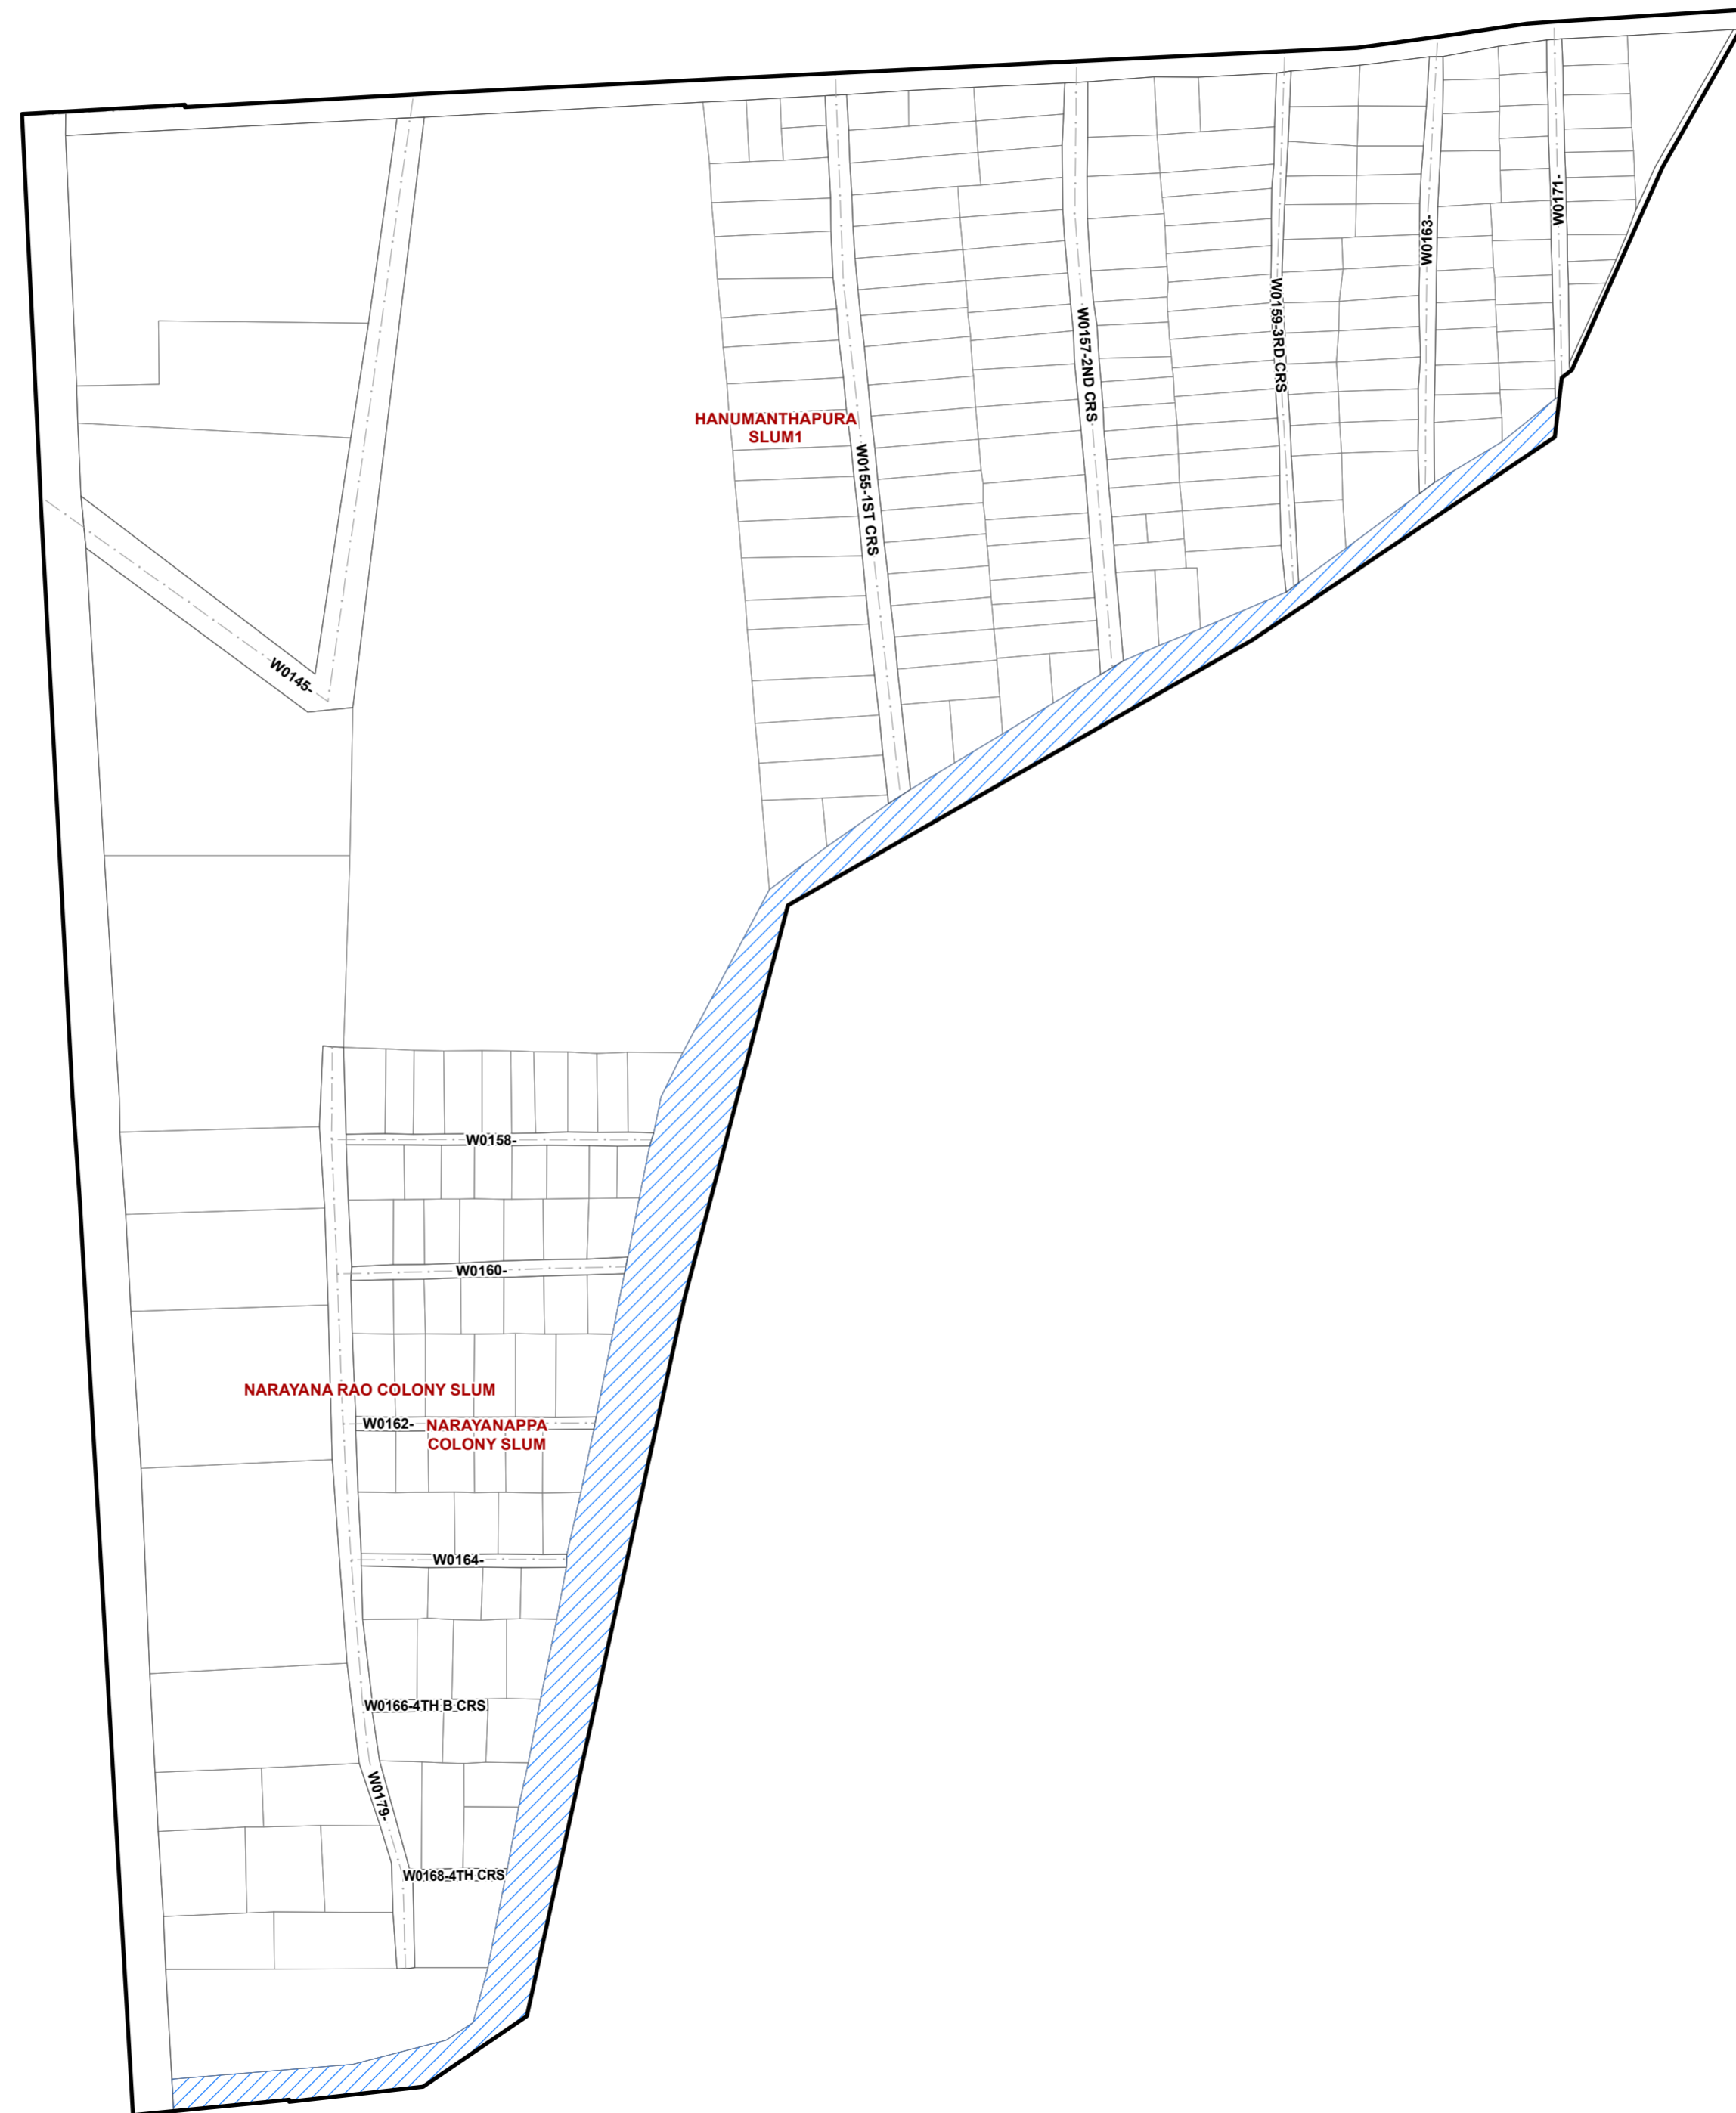 W0171-
W0163-
W0159-3RD CRS
W0157-2ND CRS
HANUMANTHAPURA
SLUM1
W0155-1ST CRS
W0145-
W0158-
W0160-
NARAYANA RAO COLONY SLUM
W0162-
NARAYANAPPA
COLONY SLUM
W0164-
W0166-4TH B CRS
W0179-
W0168-4TH CRS